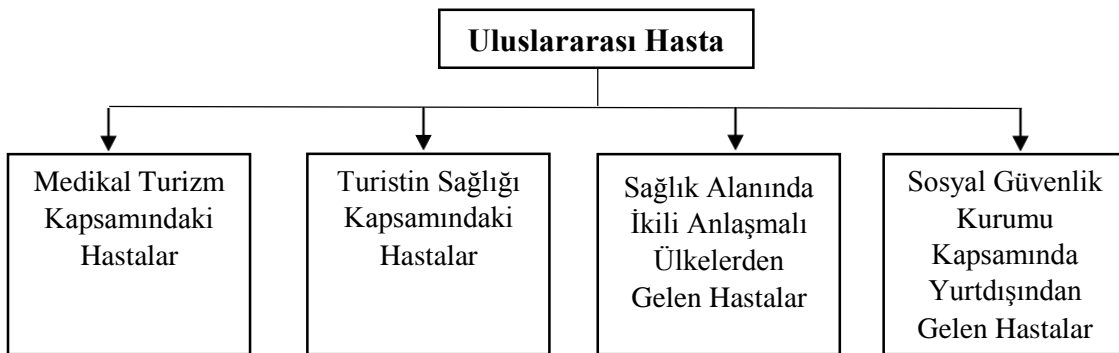 Uluslararası Hasta
Medikal Turizm
Kapsamındaki
Hastalar
Turistin Sağlığı
Kapsamındaki
Hastalar
Sağlık Alanında
İkili Anlaşmalı
Ülkelerden
Gelen Hastalar
Sosyal Güvenlik
Kurumu
Kapsamında
Yurtdışından
Gelen Hastalar